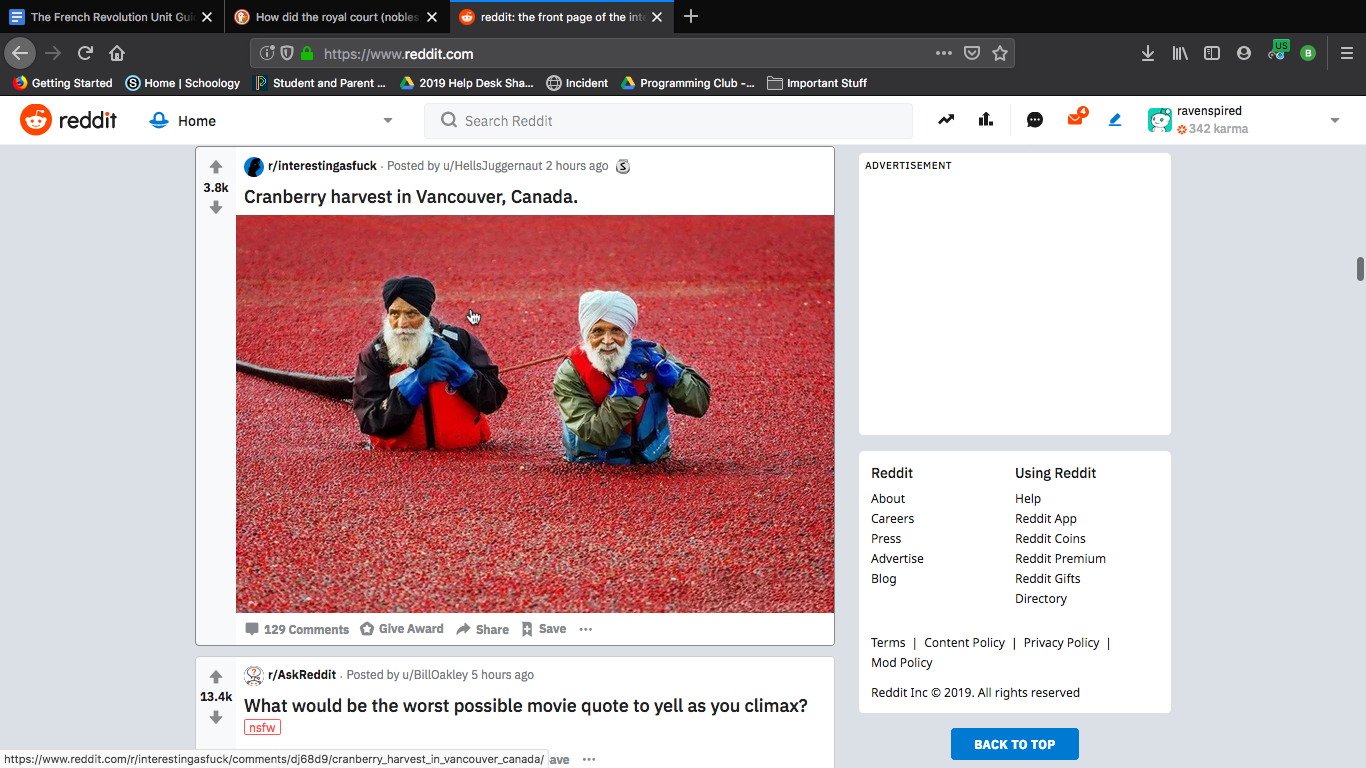 The French Revolution Unit Gui
How did the royal court (nobles
reddit: the front page of the inte
https://www.reddit.com
US
B
Getting Started
Home | Schoology
Student and Parent ...
2019 Help Desk Sha...
Incident
Programming Club -...
Important Stuff
reddit
Home
Search Reddit
4
ravenspired
342 karma
r/interestingasfuck · Posted by u/HellsJuggernaut 2 hours ago
3.8k
Cranberry harvest in Vancouver, Canada.
129 Comments
Give Award
Share
Save
r/AskReddit · Posted by u/BillOakley 5 hours ago
13.4k
What would be the worst possible movie quote to yell as you climax?
nsfw
ave
https://www.reddit.com/r/interestingasfuck/comments/dj68d9/cranberry_harvest_in_vancouver_canada/
ADVERTISEMENT
Reddit
About
Careers
Press
Advertise
Blog
Using Reddit
Help
Reddit App
Reddit Coins
Reddit Premium
Reddit Gifts
Directory
Terms | Content Policy | Privacy Policy |
Mod Policy
Reddit Inc © 2019. All rights reserved
BACK TO TOP